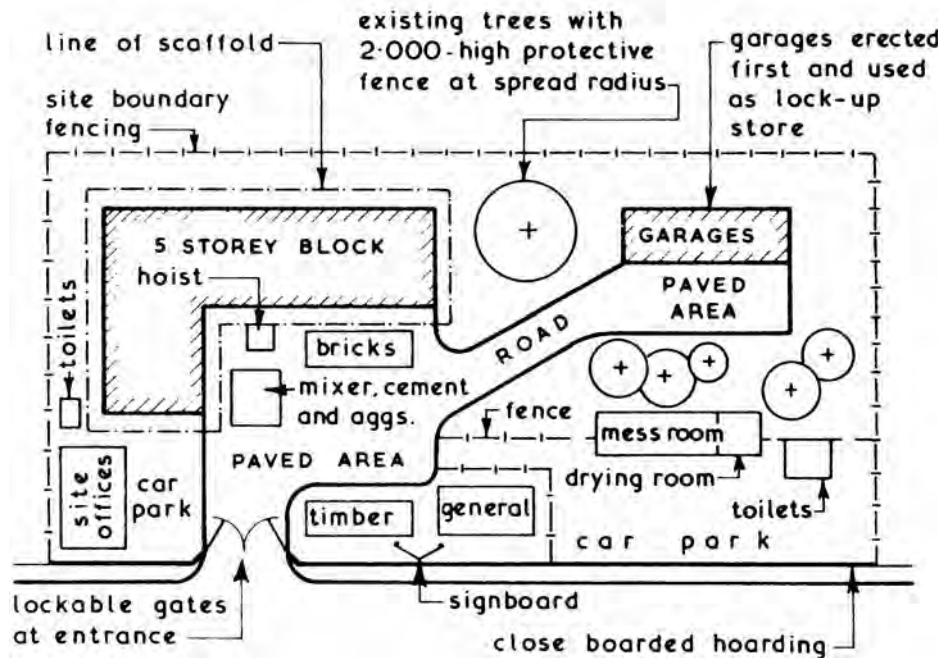 line of scaffold
existing trees with
2·000-high protective
fence at spread radius
garages erected
first and used
as lock-up
store
site boundary
fencing
5 STOREY BLOCK
hoist
GARAGES
PAVED
AREA
toilets
bricks
ROAD
mixer, cement
and aggs.
fence
PAVED AREA
mess room
drying room
toilets
site
offices
car
park
timber
general
car park
lockable gates
at entrance
signboard
close boarded hoarding